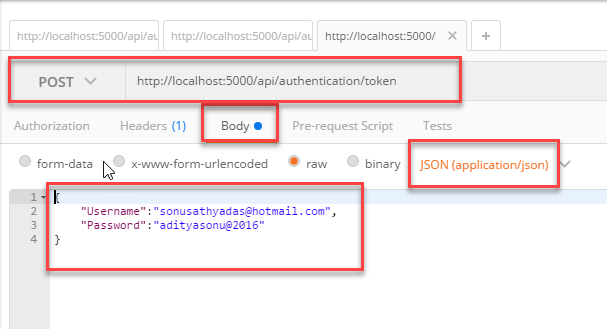 http://localhost:5000/api/au
http://localhost:5000/api/au
http://localhost:5000/
POST
http://localhost:5000/api/authentication/token
Authorization
Headers (1)
Body
Pre-request Script
Tests
form-data
x-www-form-urlencoded
raw
binary
JSON (application/json)
1 {
2 "Username":"sonusathyadas@hotmail.com",
3 "Password":"adityasonu@2016"
4 }